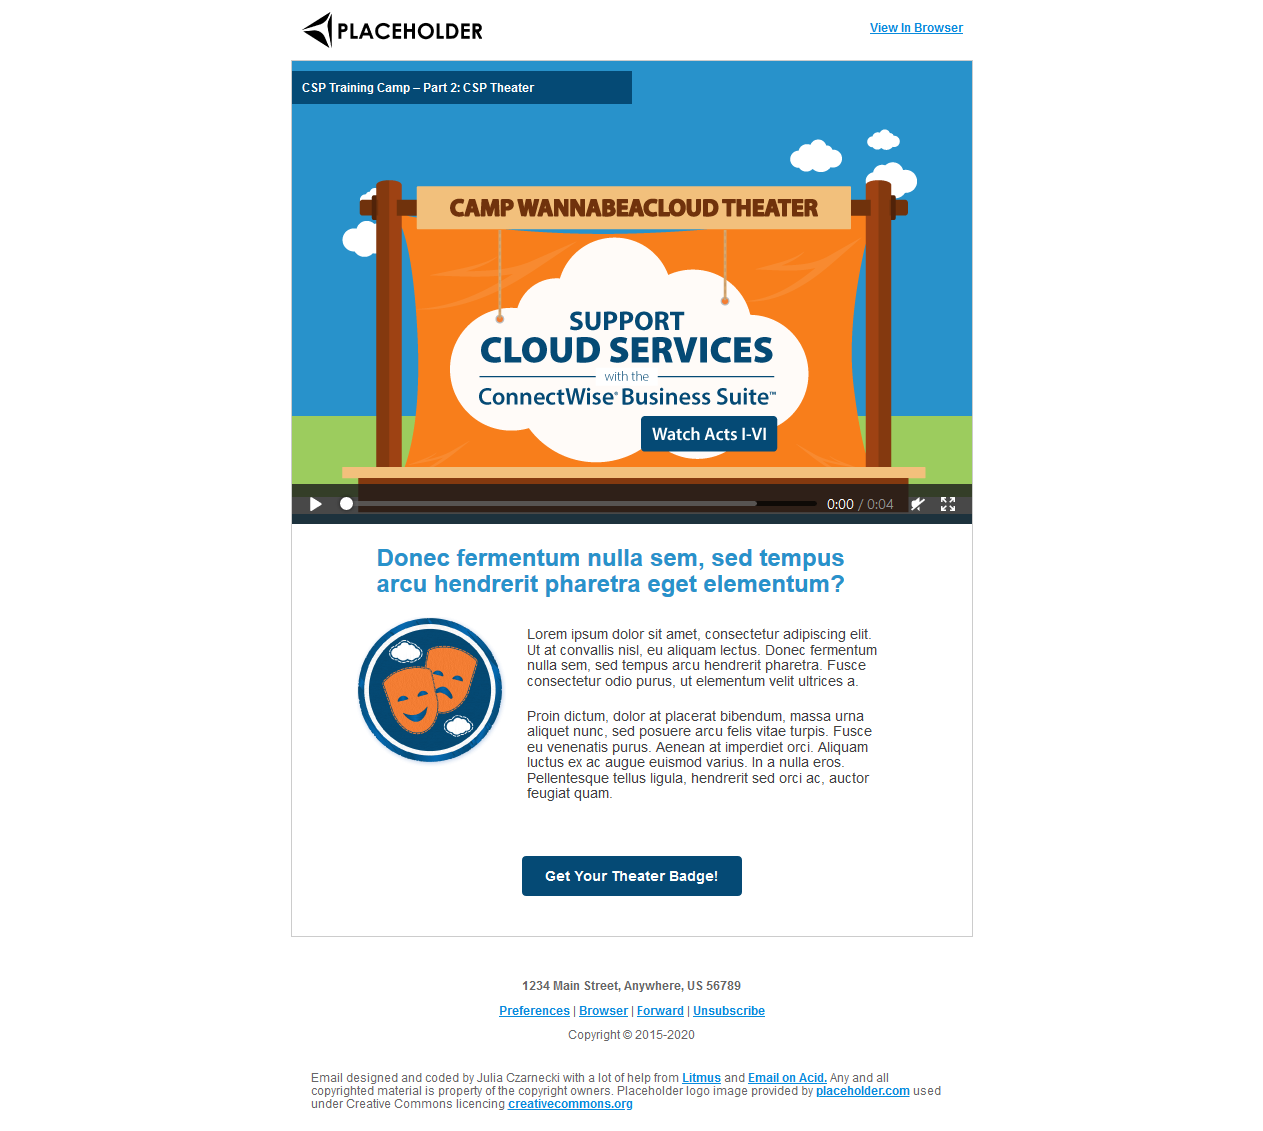 PLACEHOLDER
View In Browser
CSP Training Camp – Part 2: CSP Theater
CAMP WANNABEACLOUD THEATER
SUPPORT
CLOUD SERVICES
with the
ConnectWise® Business Suite™
Watch Acts I-VI
0:00 / 0:04
Donec fermentum nulla sem, sed tempus
arcu hendrerit pharetra eget elementum?
Lorem ipsum dolor sit amet, consectetur adipiscing elit.
Ut at convallis nisl, eu aliquam lectus. Donec fermentum
nulla sem, sed tempus arcu hendrerit pharetra. Fusce
consectetur odio purus, ut elementum velit ultrices a.
Proin dictum, dolor at placerat bibendum, massa urna
aliquet nunc, sed posuere arcu felis vitae turpis. Fusce
eu venenatis purus. Aenean at imperdiet orci. Aliquam
luctus ex ac augue euismod varius. In a nulla eros.
Pellentesque tellus ligula, hendrerit sed orci ac, auctor
feugiat quam.
Get Your Theater Badge!
1234 Main Street, Anywhere, US 56789
Preferences | Browser | Forward | Unsubscribe
Copyright © 2015-2020
Email designed and coded by Julia Czarnecki with a lot of help from Litmus and Email on Acid. Any and all
copyrighted material is property of the copyright owners. Placeholder logo image provided by placeholder.com used
under Creative Commons licencing creativecommons.org